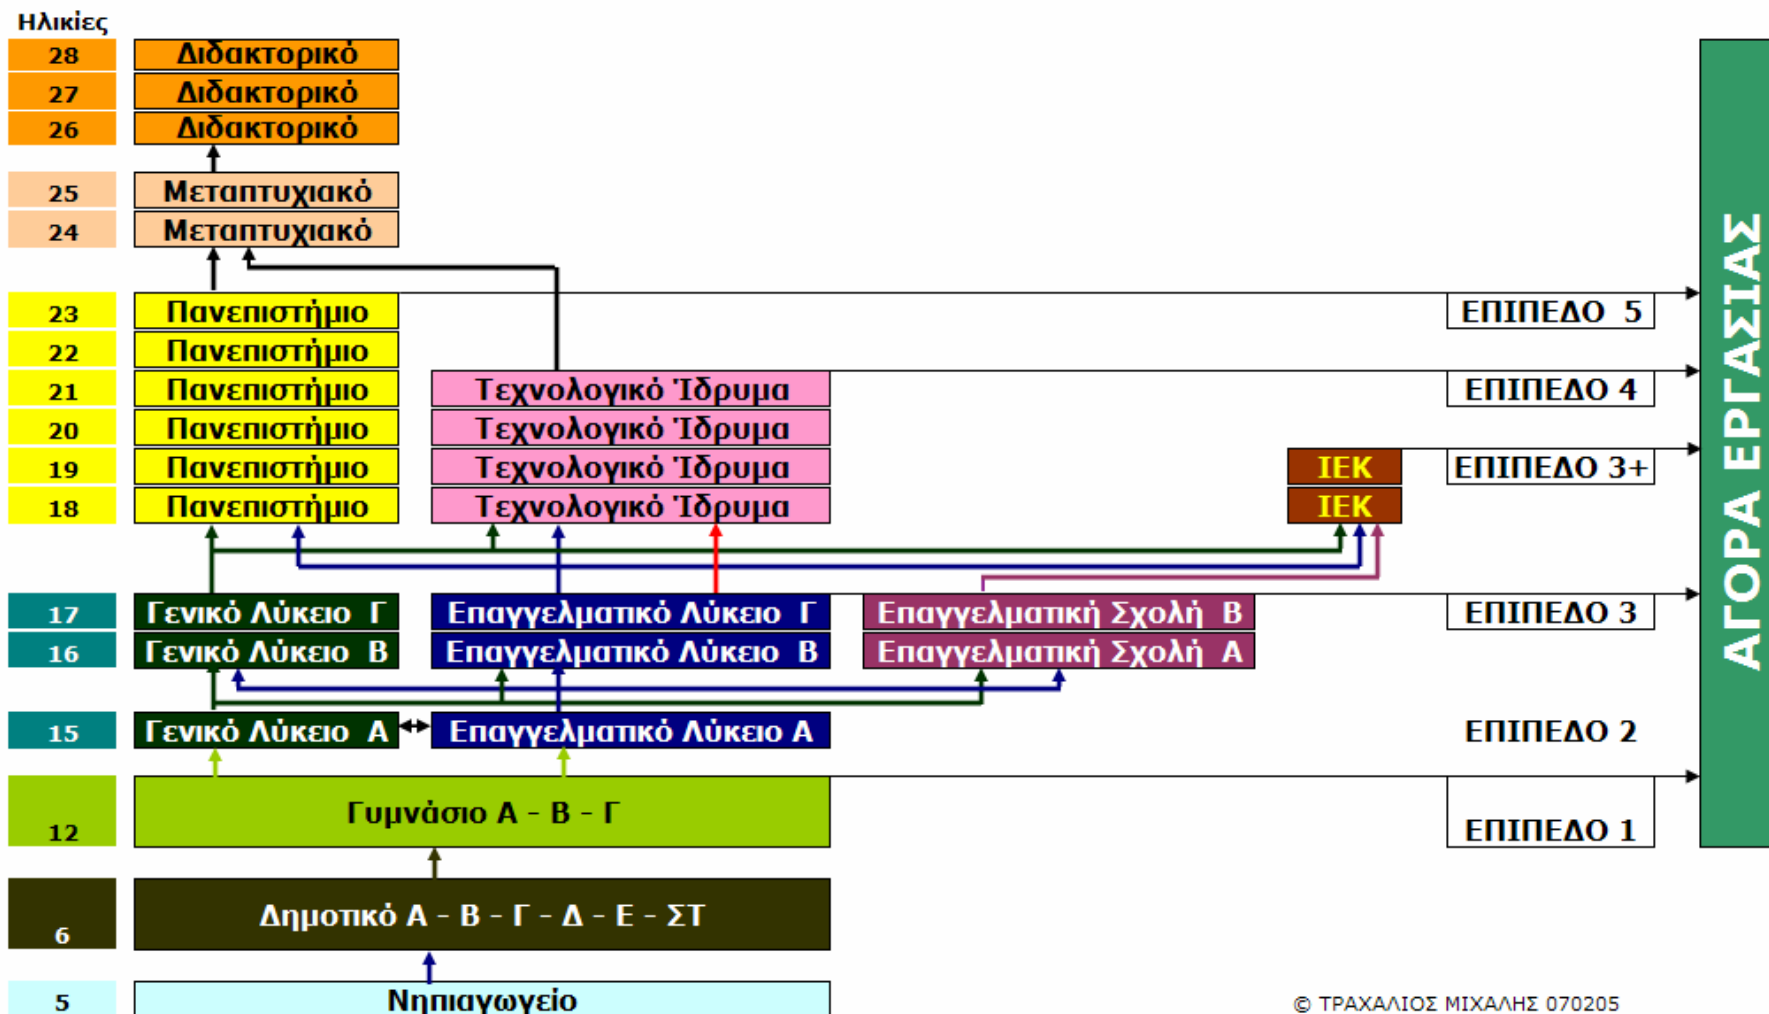 Ηλικίες
28 Διδακτορικό
27 Διδακτορικό
26 Διδακτορικό
25 Μεταπτυχιακό
24 Μεταπτυχιακό
23 Πανεπιστήμιο ΕΠΙΠΕΔΟ 5
22 Πανεπιστήμιο
21 Πανεπιστήμιο Τεχνολογικό Ίδρυμα ΕΠΙΠΕΔΟ 4
20 Πανεπιστήμιο Τεχνολογικό Ίδρυμα
19 Πανεπιστήμιο Τεχνολογικό Ίδρυμα ΙΕΚ ΕΠΙΠΕΔΟ 3+
18 Πανεπιστήμιο Τεχνολογικό Ίδρυμα ΙΕΚ
17 Γενικό Λύκειο Γ Επαγγελματικό Λύκειο Γ Επαγγελματική Σχολή Β ΕΠΙΠΕΔΟ 3
16 Γενικό Λύκειο Β Επαγγελματικό Λύκειο Β Επαγγελματική Σχολή Α
15 Γενικό Λύκειο Α Επαγγελματικό Λύκειο Α ΕΠΙΠΕΔΟ 2
12 Γυμνάσιο Α - Β - Γ ΕΠΙΠΕΔΟ 1
6 Δημοτικό Α - Β - Γ - Δ - Ε - ΣΤ
5 Νηπιαγωγείο
ΑΓΟΡΑ ΕΡΓΑΣΙΑΣ
© ΤΡΑΧΑΛΙΟΣ ΜΙΧΑΛΗΣ 070205